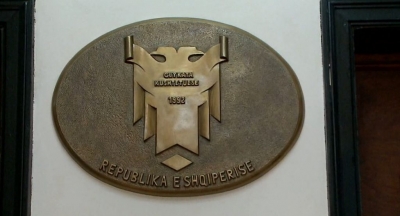 GJYKATA
KUSHTETUESE
1992
REPUBLIKA E SHQIPERISE